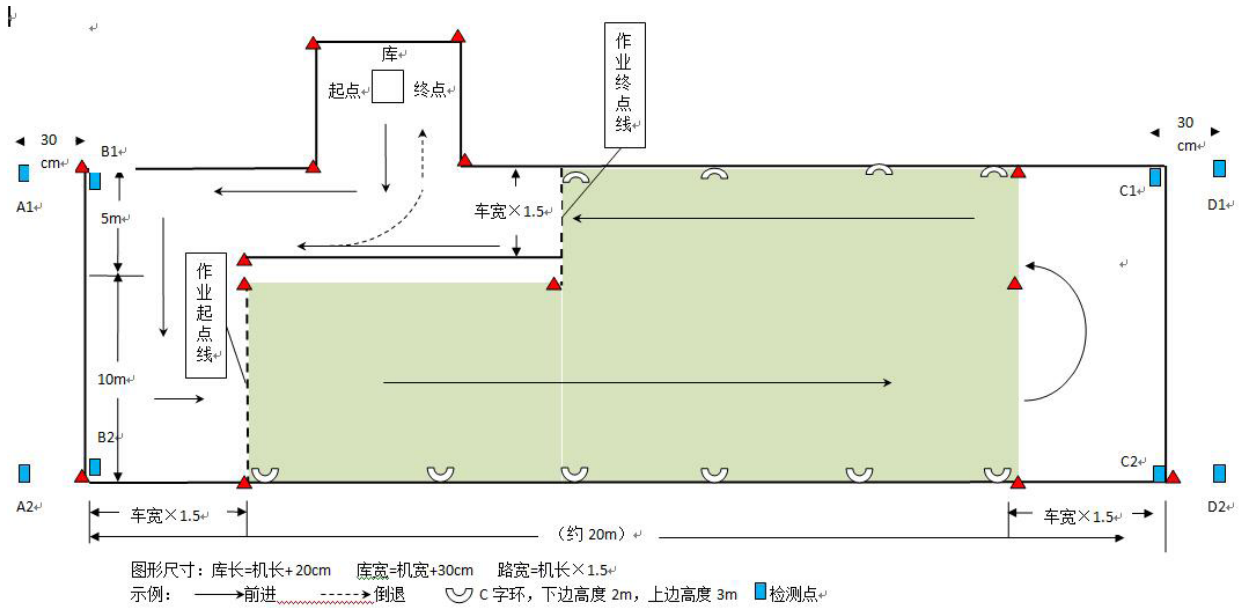 库
起点
终点
作业终点线
30
cm
30
cm
B1
A1
C1
D1
5m
车宽×1.5
作业起点线
10m
B2
A2
C2
D2
车宽×1.5
(约 20m)
车宽×1.5
图形尺寸：库长=机长+20cm 库宽=机宽+30cm 路宽=机长×1.5
示例： 前进 倒退 C 字环，下边高度 2m，上边高度 3m 检测点